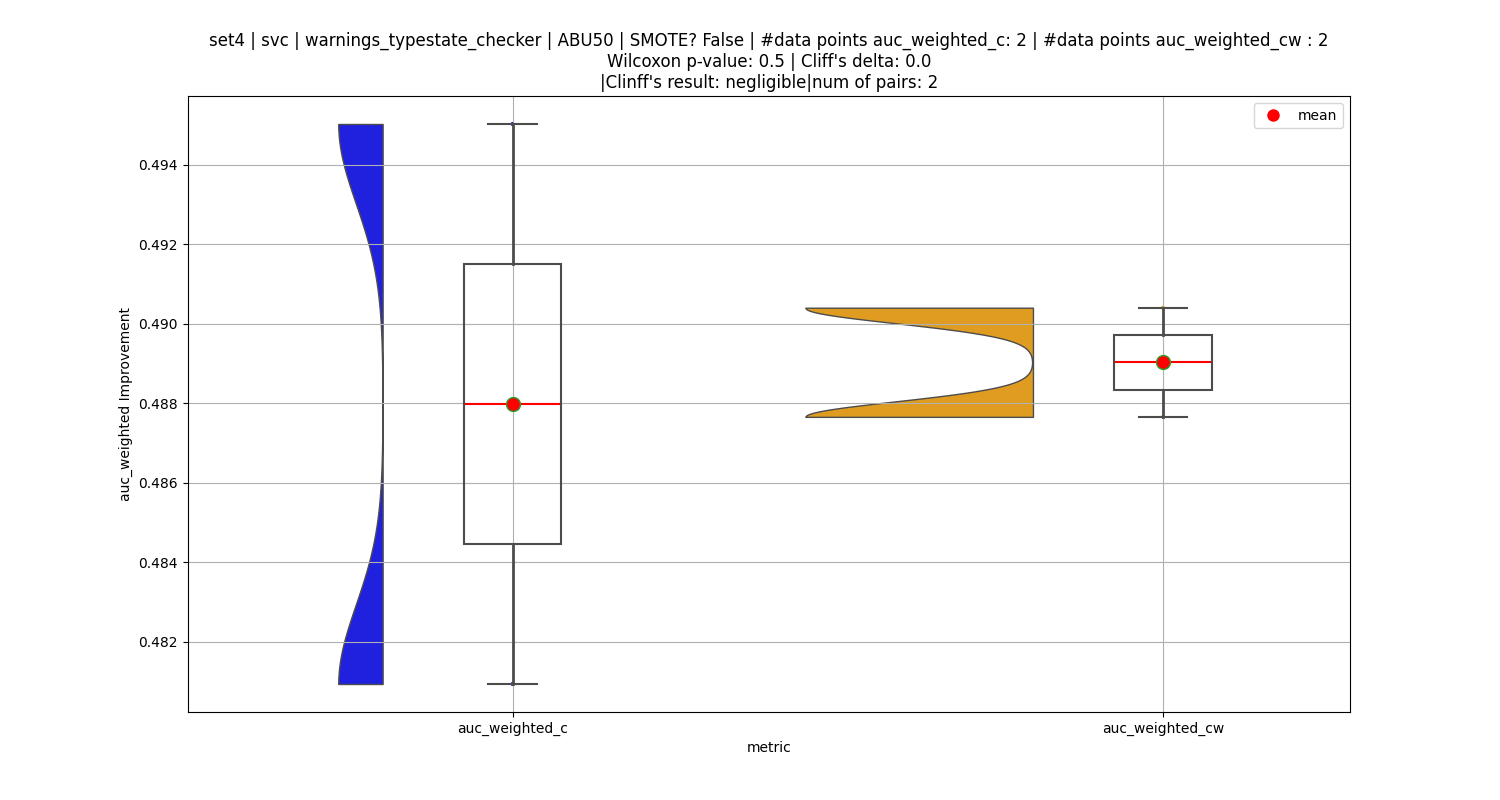 set4 | svc | warnings_typestate_checker | ABU50 | SMOTE? False | #data points auc_weighted_c: 2 | #data points auc_weighted_cw : 2
Wilcoxon p-value: 0.5 | Cliff's delta: 0.0
|Clinff's result: negligible|num of pairs: 2
mean
0.494
0.492
0.490
0.488
0.486
0.484
0.482
auc_weighted Improvement
auc_weighted_c
auc_weighted_cw
metric